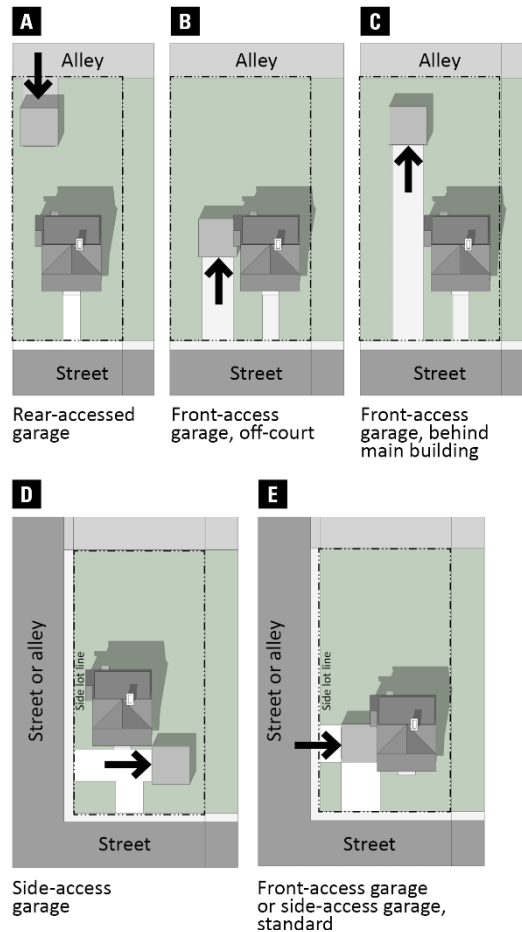 A
Alley
Street
Rear-accessed
garage
B
Alley
Street
Front-access
garage, off-court
C
Alley
Street
Front-access
garage, behind
main building
D
Street or alley
Side lot line
Street
Side-access
garage
E
Street or alley
Side lot line
Street
Front-access garage
or side-access garage,
standard